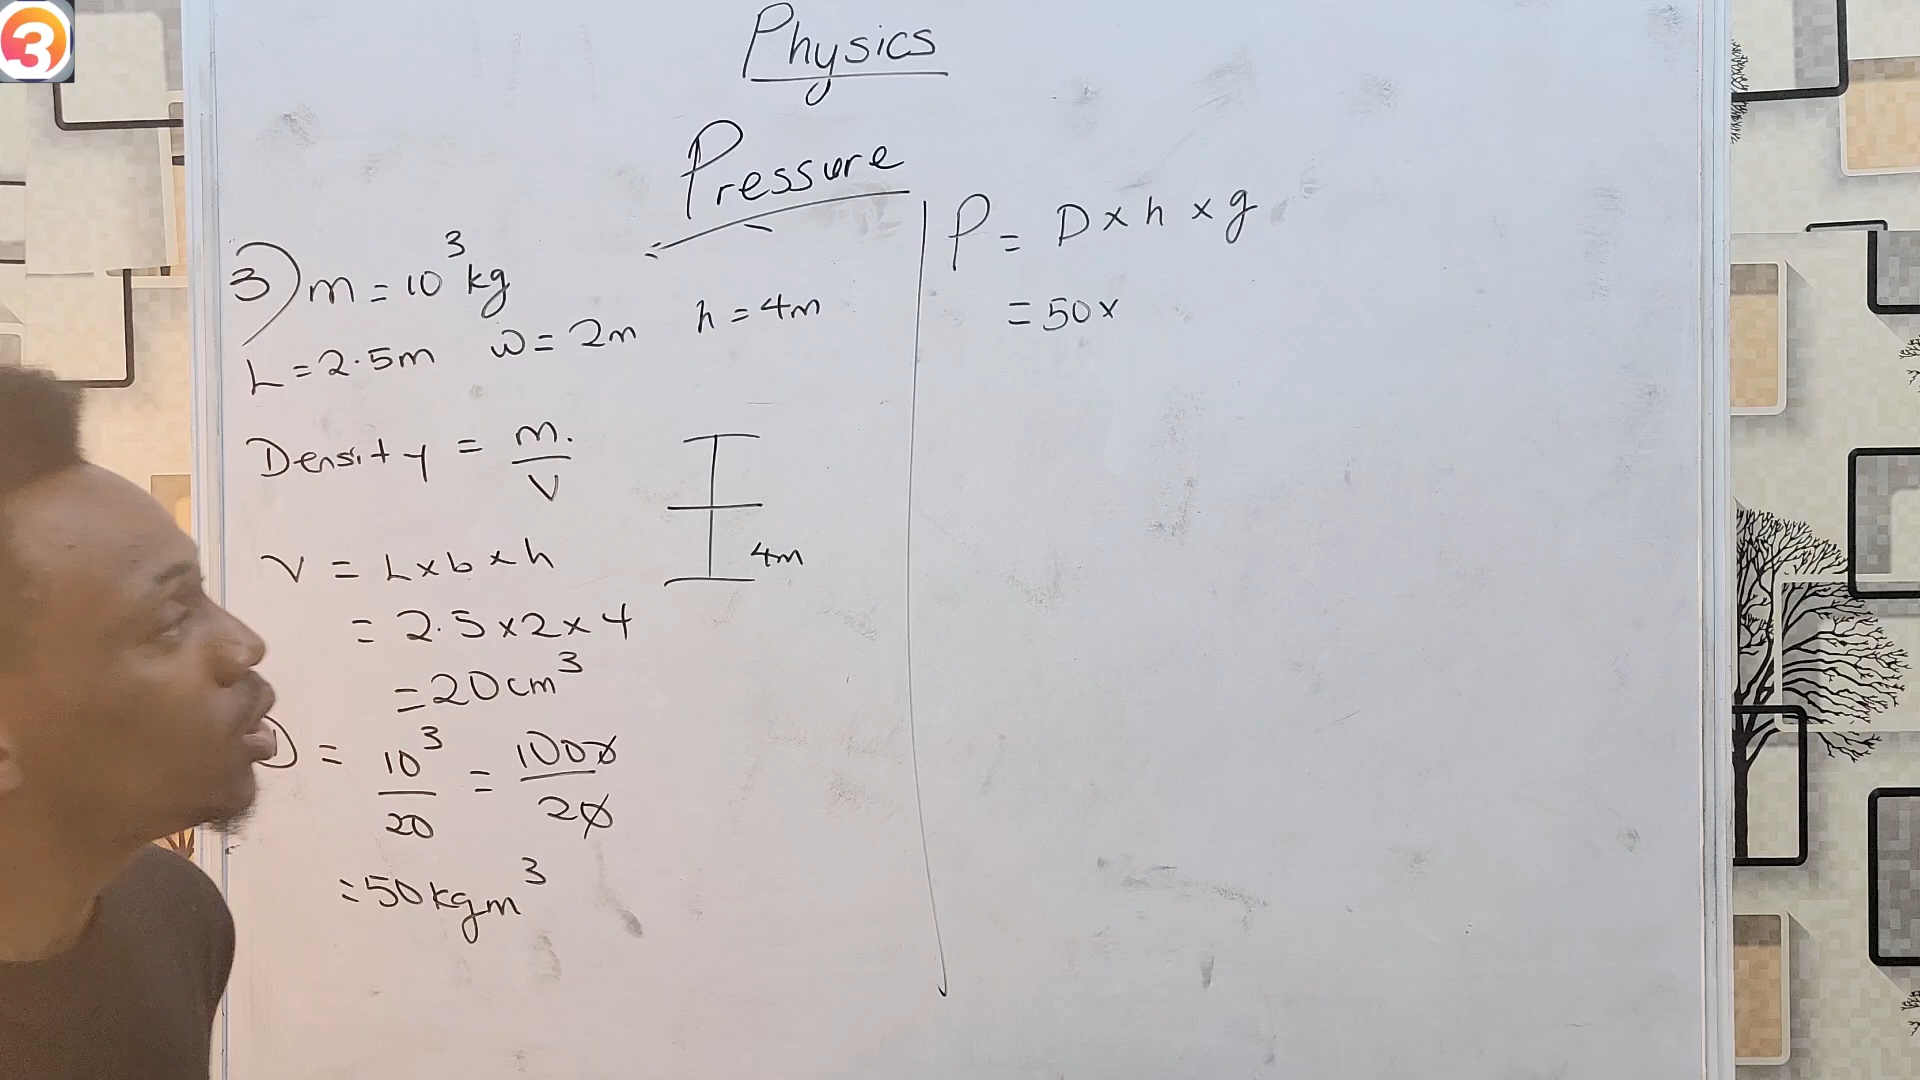 3
Physics
Pressure
3) m = 10³ kg
L = 2.5m w = 2m h = 4m
Density = m.
V
4m
V = L x b x h
= 2.5 x 2 x 4
= 20cm³
D = 10³ = 1000
20 20
= 50kgm³
P = D x h x g
= 50 x